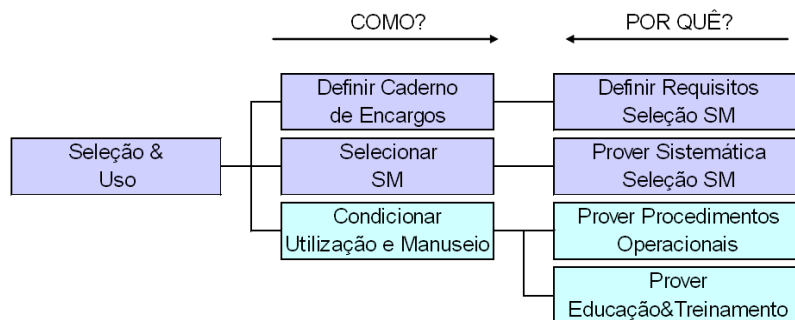 COMO?
POR QUÊ?
Definir Caderno
de Encargos
Definir Requisitos
Seleção SM
Seleção &
Uso
Selecionar
SM
Prover Sistemática
Seleção SM
Condicionar
Utilização e Manuseio
Prover Procedimentos
Operacionais
Prover
Educação&Treinamento